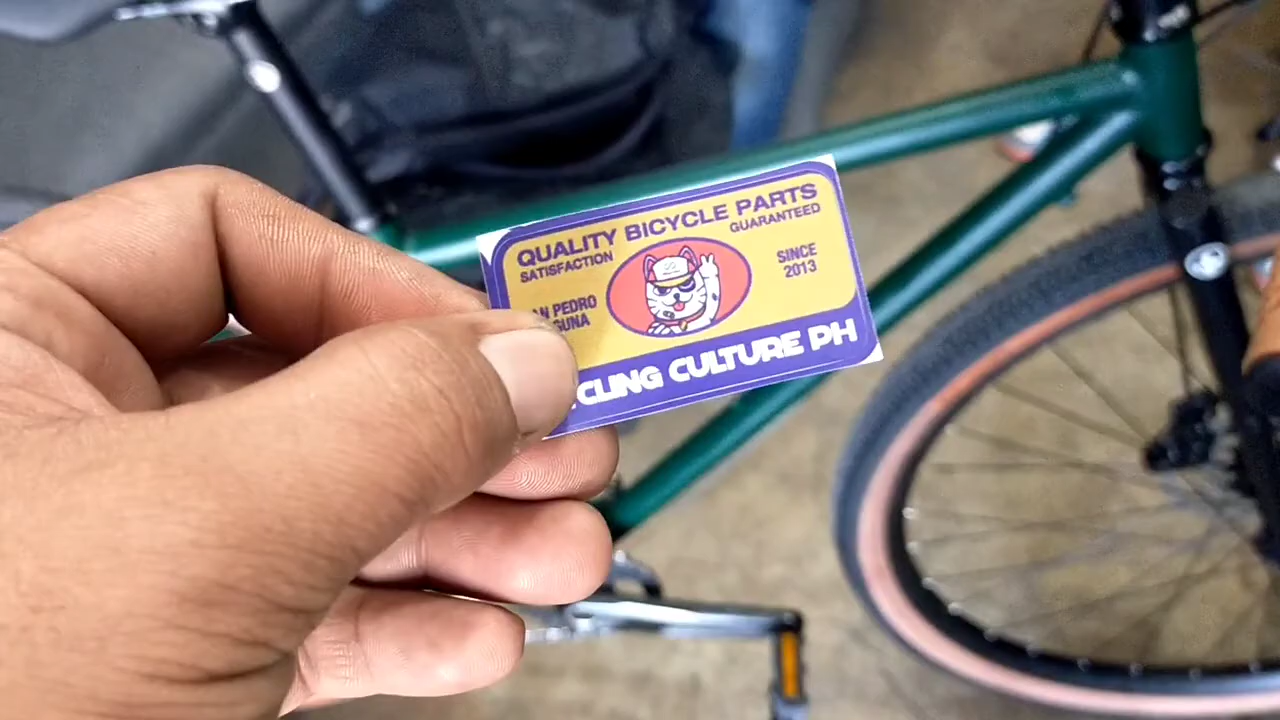 QUALITY BICYCLE PARTS
SATISFACTION GUARANTEED
AN PEDRO
GUNA
SINCE
2013
CLING CULTURE PH